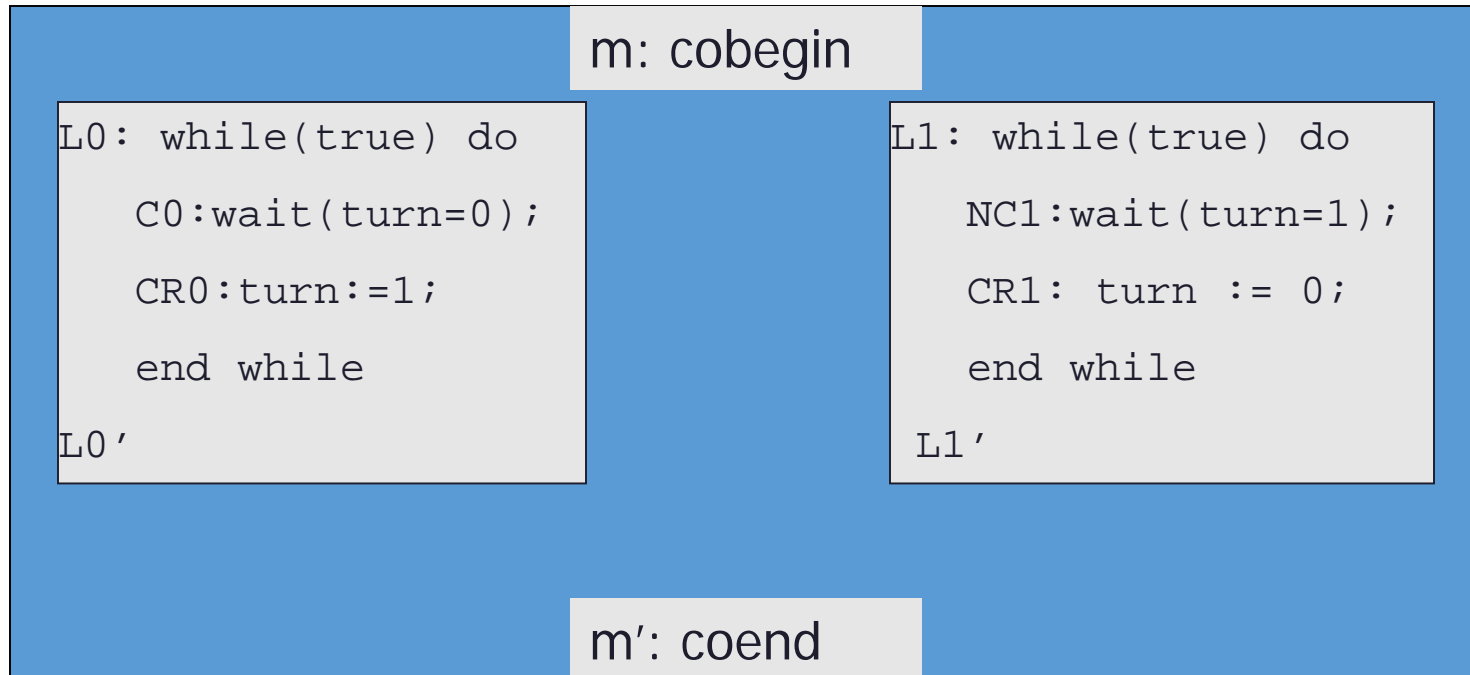 m: cobegin
L0: while(true) do
C0:wait(turn=0);
CR0:turn:=1;
end while
L0′
L1: while(true) do
NC1:wait(turn=1);
CR1: turn := 0;
end while
L1′
m′: coend